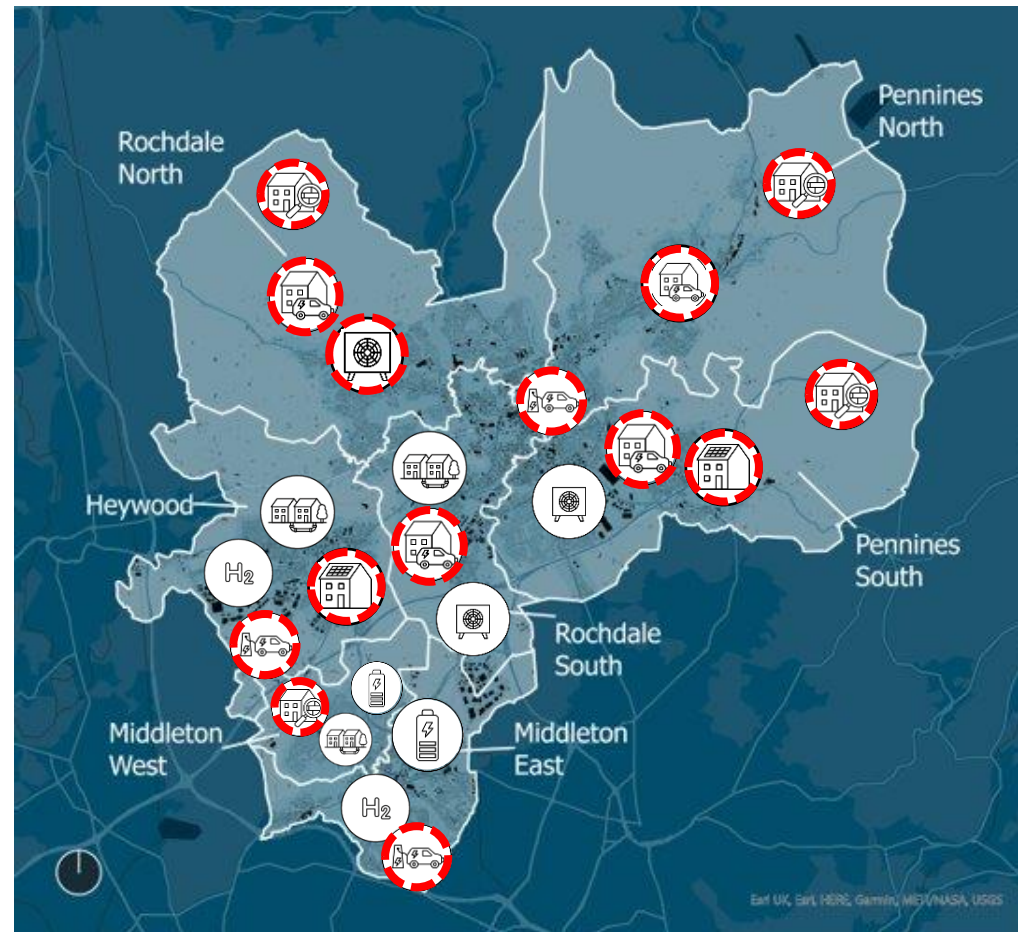 Pennines
North
Rochdale
North
Heywood
H₂
Pennines
South
Rochdale
South
Middleton
West
Middleton
East
H₂
Esri UK, Esri, HERE, Garmin, METI/NASA, USGS